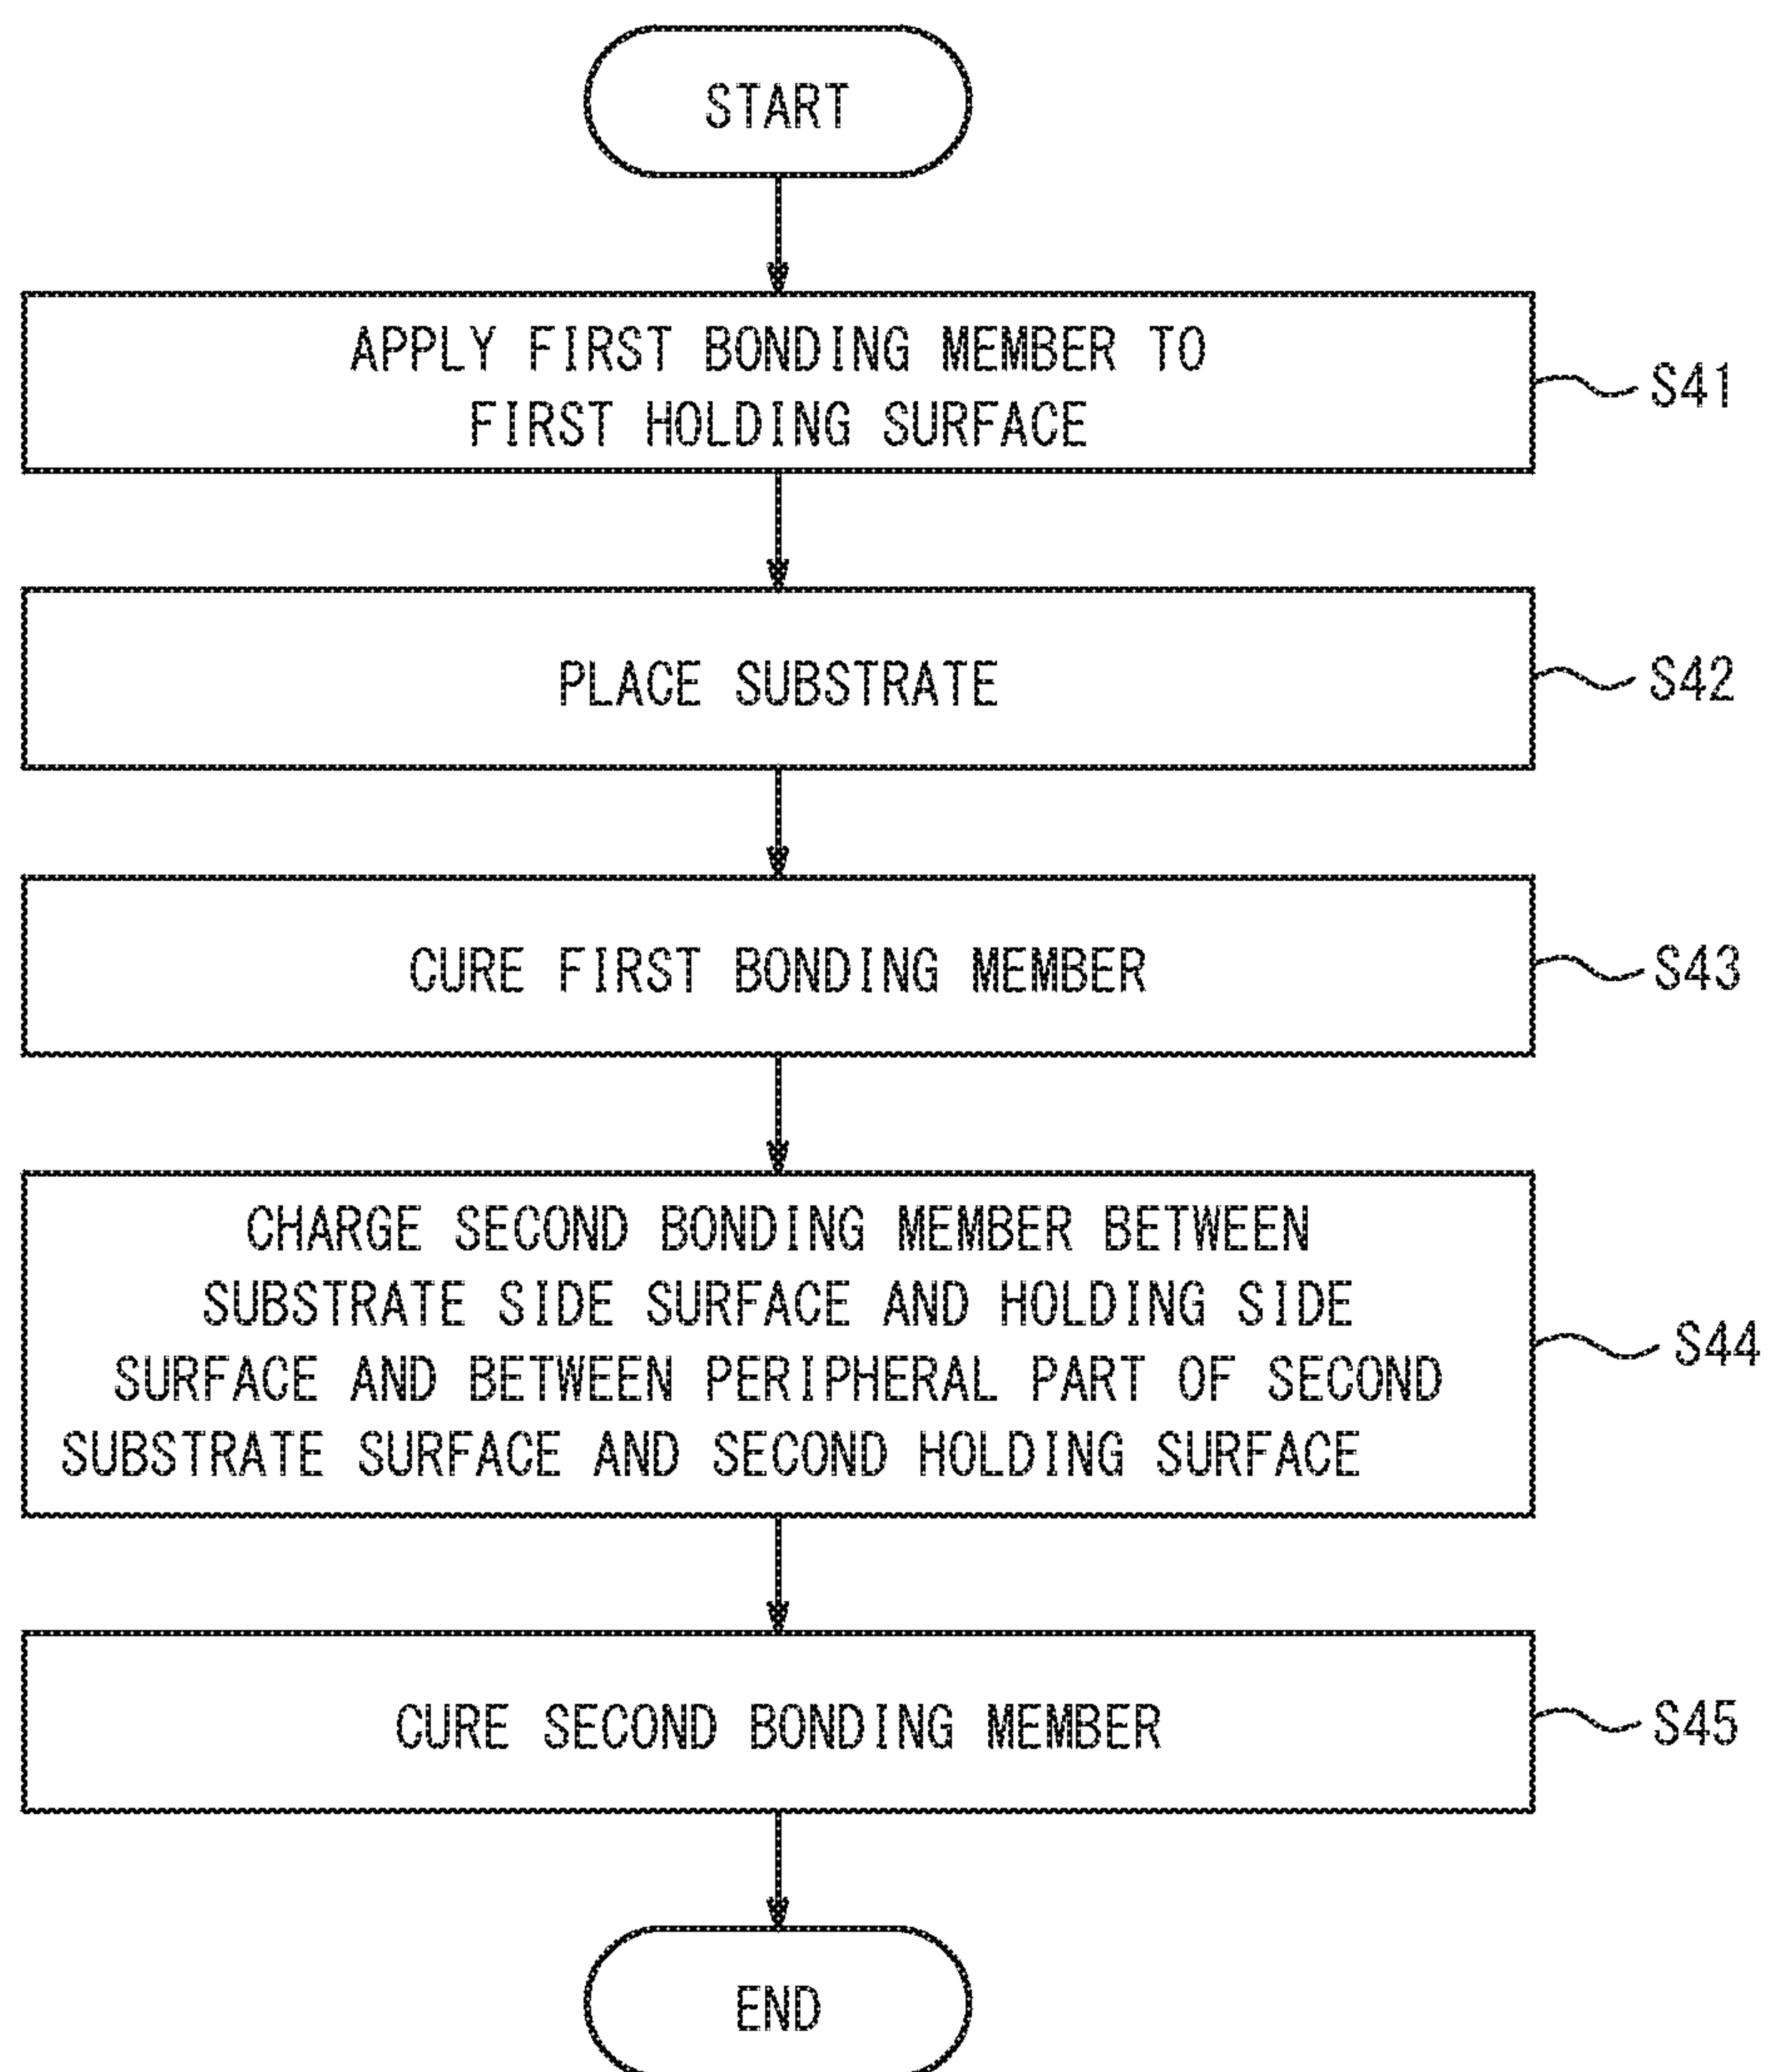 START
APPLY FIRST BONDING MEMBER TO
FIRST HOLDING SURFACE
S41
PLACE SUBSTRATE
S42
CURE FIRST BONDING MEMBER
S43
CHARGE SECOND BONDING MEMBER BETWEEN
SUBSTRATE SIDE SURFACE AND HOLDING SIDE
SURFACE AND BETWEEN PERIPHERAL PART OF SECOND
SUBSTRATE SURFACE AND SECOND HOLDING SURFACE
S44
CURE SECOND BONDING MEMBER
S45
END